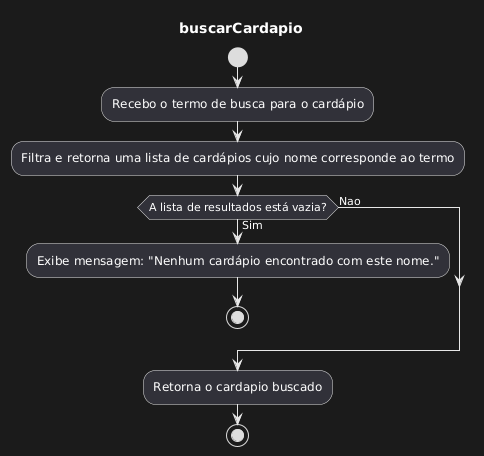 buscarCardapio
Recebo o termo de busca para o cardápio
Filtra e retorna uma lista de cardápios cujo nome corresponde ao termo
A lista de resultados está vazia?
Nao
Sim
Exibe mensagem: "Nenhum cardápio encontrado com este nome."
Retorna o cardapio buscado